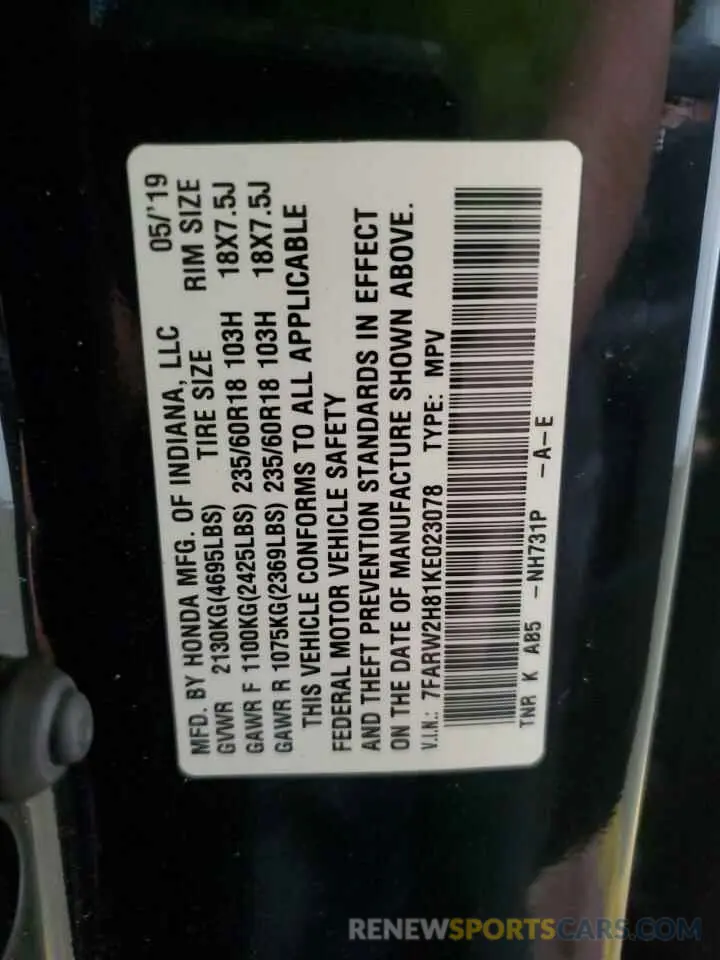 MFD. BY HONDA MFG. OF INDIANA, LLC 05/'19
GVWR 2130KG(4695LBS) TIRE SIZE RIM SIZE
GAWR F 1100KG(2425LBS) 235/60R18 103H 18X7.5J
GAWR R 1075KG(2369LBS) 235/60R18 103H 18X7.5J
THIS VEHICLE CONFORMS TO ALL APPLICABLE
FEDERAL MOTOR VEHICLE SAFETY
AND THEFT PREVENTION STANDARDS IN EFFECT
ON THE DATE OF MANUFACTURE SHOWN ABOVE.
V.I.N.: 7FARW2H81KE023078 TYPE: MPV
TNR K AB5 -NH731P -A-E
RENEWSPORTSCARS.COM